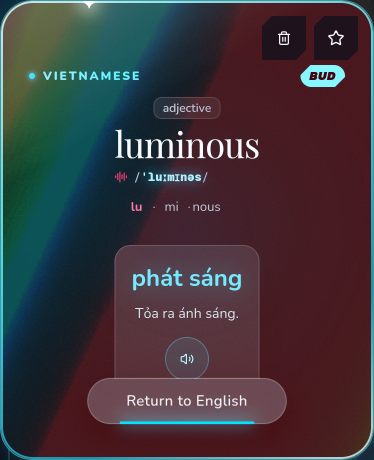 VIETNAMESE
BUD
adjective
luminous
/ˈluːmɪnəs/
lu · mi · nous
phát sáng
Tỏa ra ánh sáng.
Return to English